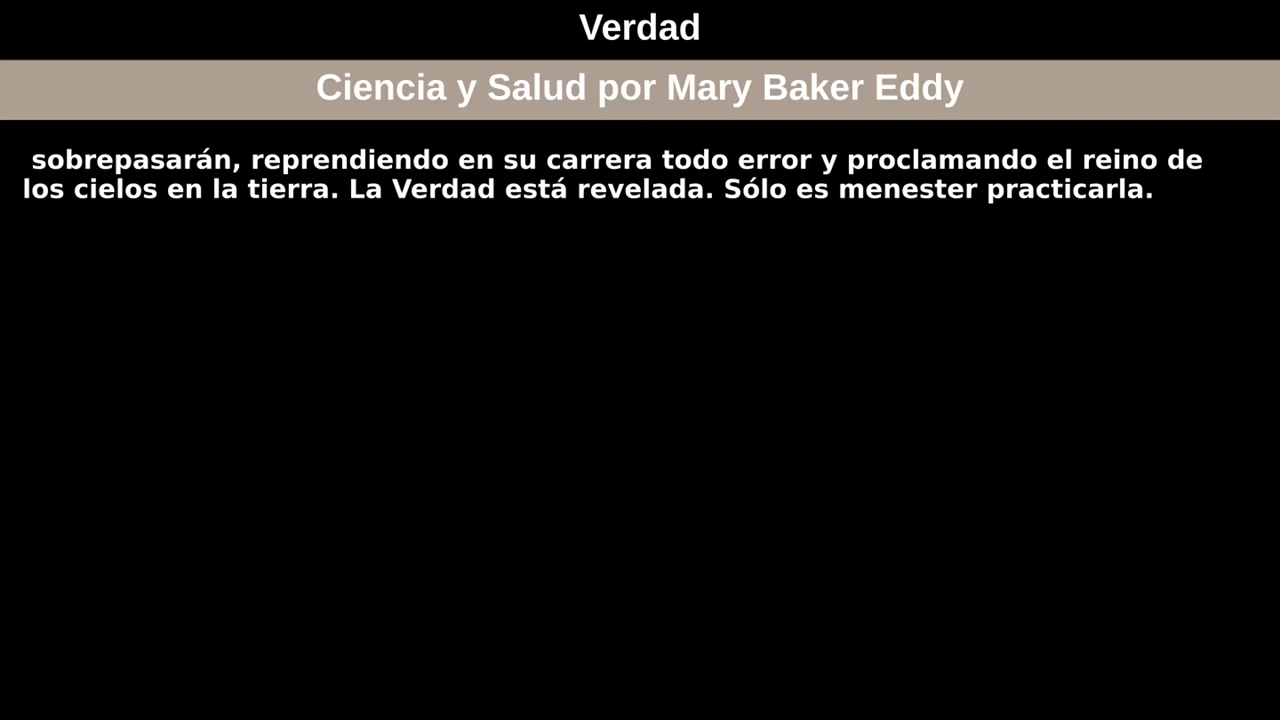 Verdad
Ciencia y Salud por Mary Baker Eddy
sobrepasarán, reprendiendo en su carrera todo error y proclamando el reino de
los cielos en la tierra. La Verdad está revelada. Sólo es menester practicarla.